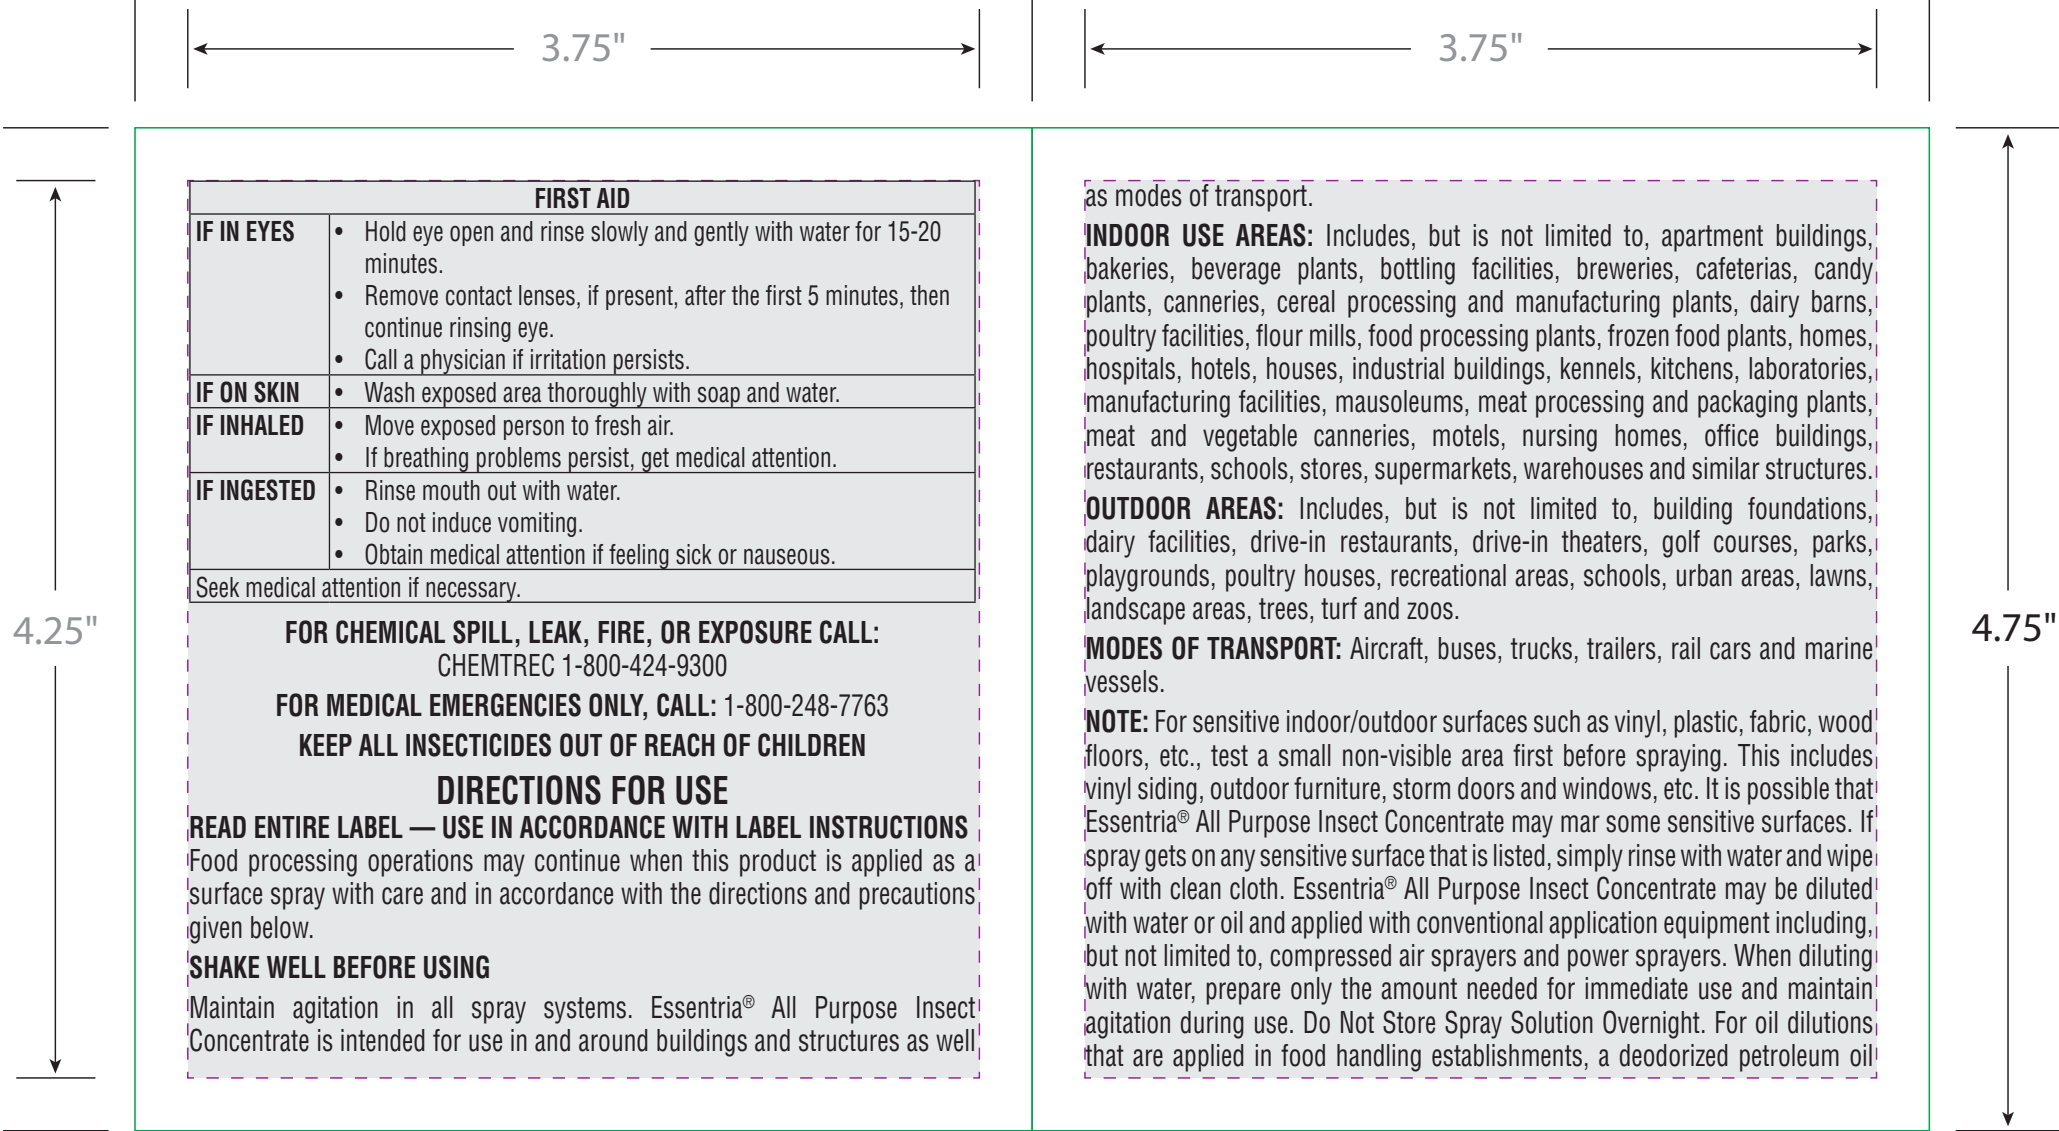 3.75"
3.75"
4.25"
4.75"
FIRST AID
IF IN EYES • Hold eye open and rinse slowly and gently with water for 15-20
minutes.
• Remove contact lenses, if present, after the first 5 minutes, then
continue rinsing eye.
• Call a physician if irritation persists.
IF ON SKIN • Wash exposed area thoroughly with soap and water.
IF INHALED • Move exposed person to fresh air.
• If breathing problems persist, get medical attention.
IF INGESTED • Rinse mouth out with water.
• Do not induce vomiting.
• Obtain medical attention if feeling sick or nauseous.
Seek medical attention if necessary.
FOR CHEMICAL SPILL, LEAK, FIRE, OR EXPOSURE CALL:
CHEMTREC 1-800-424-9300
FOR MEDICAL EMERGENCIES ONLY, CALL: 1-800-248-7763
KEEP ALL INSECTICIDES OUT OF REACH OF CHILDREN
DIRECTIONS FOR USE
READ ENTIRE LABEL — USE IN ACCORDANCE WITH LABEL INSTRUCTIONS
Food processing operations may continue when this product is applied as a
surface spray with care and in accordance with the directions and precautions
given below.
SHAKE WELL BEFORE USING
Maintain agitation in all spray systems. Essentria® All Purpose Insect
Concentrate is intended for use in and around buildings and structures as well
as modes of transport.
INDOOR USE AREAS: Includes, but is not limited to, apartment buildings,
bakeries, beverage plants, bottling facilities, breweries, cafeterias, candy
plants, canneries, cereal processing and manufacturing plants, dairy barns,
poultry facilities, flour mills, food processing plants, frozen food plants, homes,
hospitals, hotels, houses, industrial buildings, kennels, kitchens, laboratories,
manufacturing facilities, mausoleums, meat processing and packaging plants,
meat and vegetable canneries, motels, nursing homes, office buildings,
restaurants, schools, stores, supermarkets, warehouses and similar structures.
OUTDOOR AREAS: Includes, but is not limited to, building foundations,
dairy facilities, drive-in restaurants, drive-in theaters, golf courses, parks,
playgrounds, poultry houses, recreational areas, schools, urban areas, lawns,
landscape areas, trees, turf and zoos.
MODES OF TRANSPORT: Aircraft, buses, trucks, trailers, rail cars and marine
vessels.
NOTE: For sensitive indoor/outdoor surfaces such as vinyl, plastic, fabric, wood
floors, etc., test a small non-visible area first before spraying. This includes
vinyl siding, outdoor furniture, storm doors and windows, etc. It is possible that
Essentria® All Purpose Insect Concentrate may mar some sensitive surfaces. If
spray gets on any sensitive surface that is listed, simply rinse with water and wipe
off with clean cloth. Essentria® All Purpose Insect Concentrate may be diluted
with water or oil and applied with conventional application equipment including,
but not limited to, compressed air sprayers and power sprayers. When diluting
with water, prepare only the amount needed for immediate use and maintain
agitation during use. Do Not Store Spray Solution Overnight. For oil dilutions
that are applied in food handling establishments, a deodorized petroleum oil